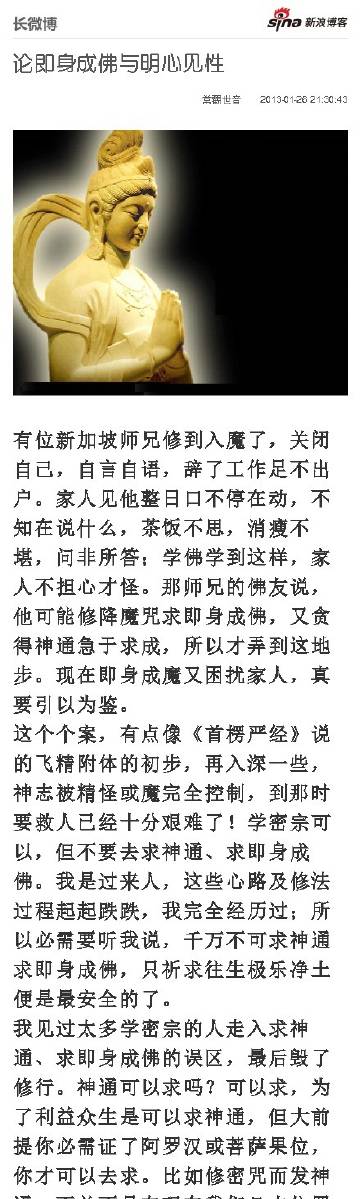 长微博
sina 新浪博客
论即身成佛与明心见性
2013-01-26 21:30:43
有位新加坡师兄修到入魔了，关闭
自己，自言自语，辞了工作足不出
户。家人见他整日口不停在动，不
知在说什么，茶饭不思，消瘦不
堪，问非所答；学佛学到这样，家
人不担心才怪。那师兄的佛友说，
他可能修降魔咒求即身成佛，又贪
得神通急于求成，所以才弄到这地
步。现在即身成魔又困扰家人，真
要引以为鉴。
这个个案，有点像《首楞严经》说
的飞精附体的初步，再入深一些，
神志被精怪或魔完全控制，到那时
要救人已经十分艰难了！学密宗可
以，但不要去求神通、求即身成
佛。我是过来人，这些心路及修法
过程起起跌跌，我完全经历过；所
以必需要听我说，千万不可求神通
求即身成佛，只祈求往生极乐净土
便是最安全的了。
我见过太多学密宗的人走入求神
通、求即身成佛的误区，最后毁了
修行。神通可以求吗？可以求，为
了利益众生是可以求神通，但大前
提你必需证了阿罗汉或菩萨果位，
你才可以去求。比如修密咒而发神